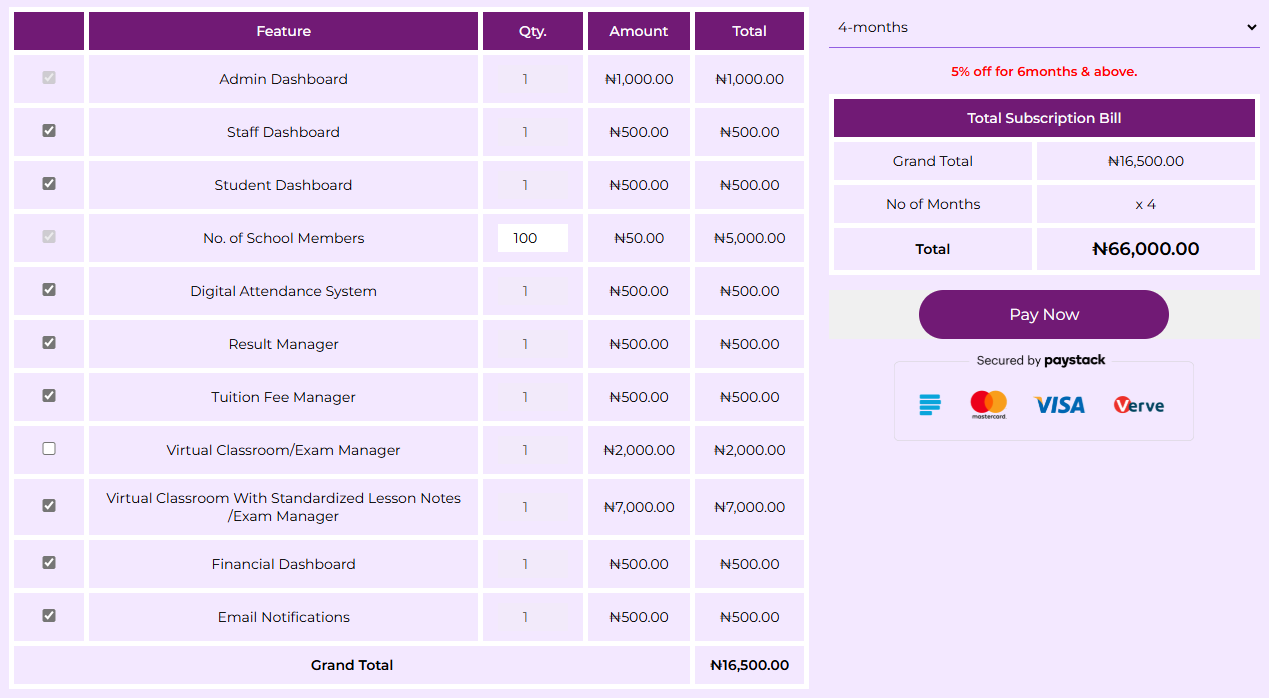 Feature Qty. Amount Total
Admin Dashboard 1 ₦1,000.00 ₦1,000.00
Staff Dashboard 1 ₦500.00 ₦500.00
Student Dashboard 1 ₦500.00 ₦500.00
No. of School Members 100 ₦50.00 ₦5,000.00
Digital Attendance System 1 ₦500.00 ₦500.00
Result Manager 1 ₦500.00 ₦500.00
Tuition Fee Manager 1 ₦500.00 ₦500.00
Virtual Classroom/Exam Manager 1 ₦2,000.00 ₦2,000.00
Virtual Classroom With Standardized Lesson Notes
/Exam Manager 1 ₦7,000.00 ₦7,000.00
Financial Dashboard 1 ₦500.00 ₦500.00
Email Notifications 1 ₦500.00 ₦500.00
Grand Total ₦16,500.00
4-months
5% off for 6months & above.
Total Subscription Bill
Grand Total ₦16,500.00
No of Months x 4
Total ₦66,000.00
Pay Now
Secured by paystack
mastercard VISA Verve